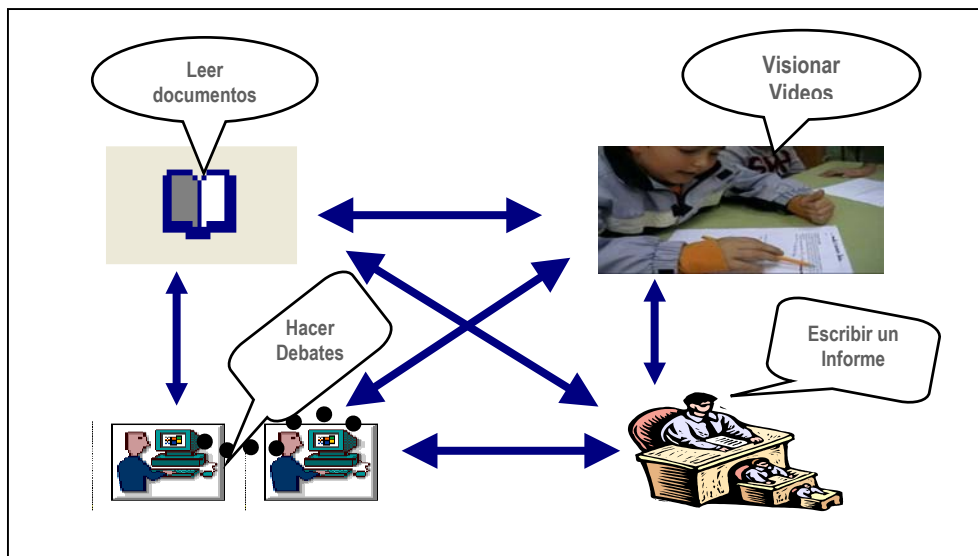 Leer
documentos
Visionar
Videos
Hacer
Debates
Escribir un
Informe